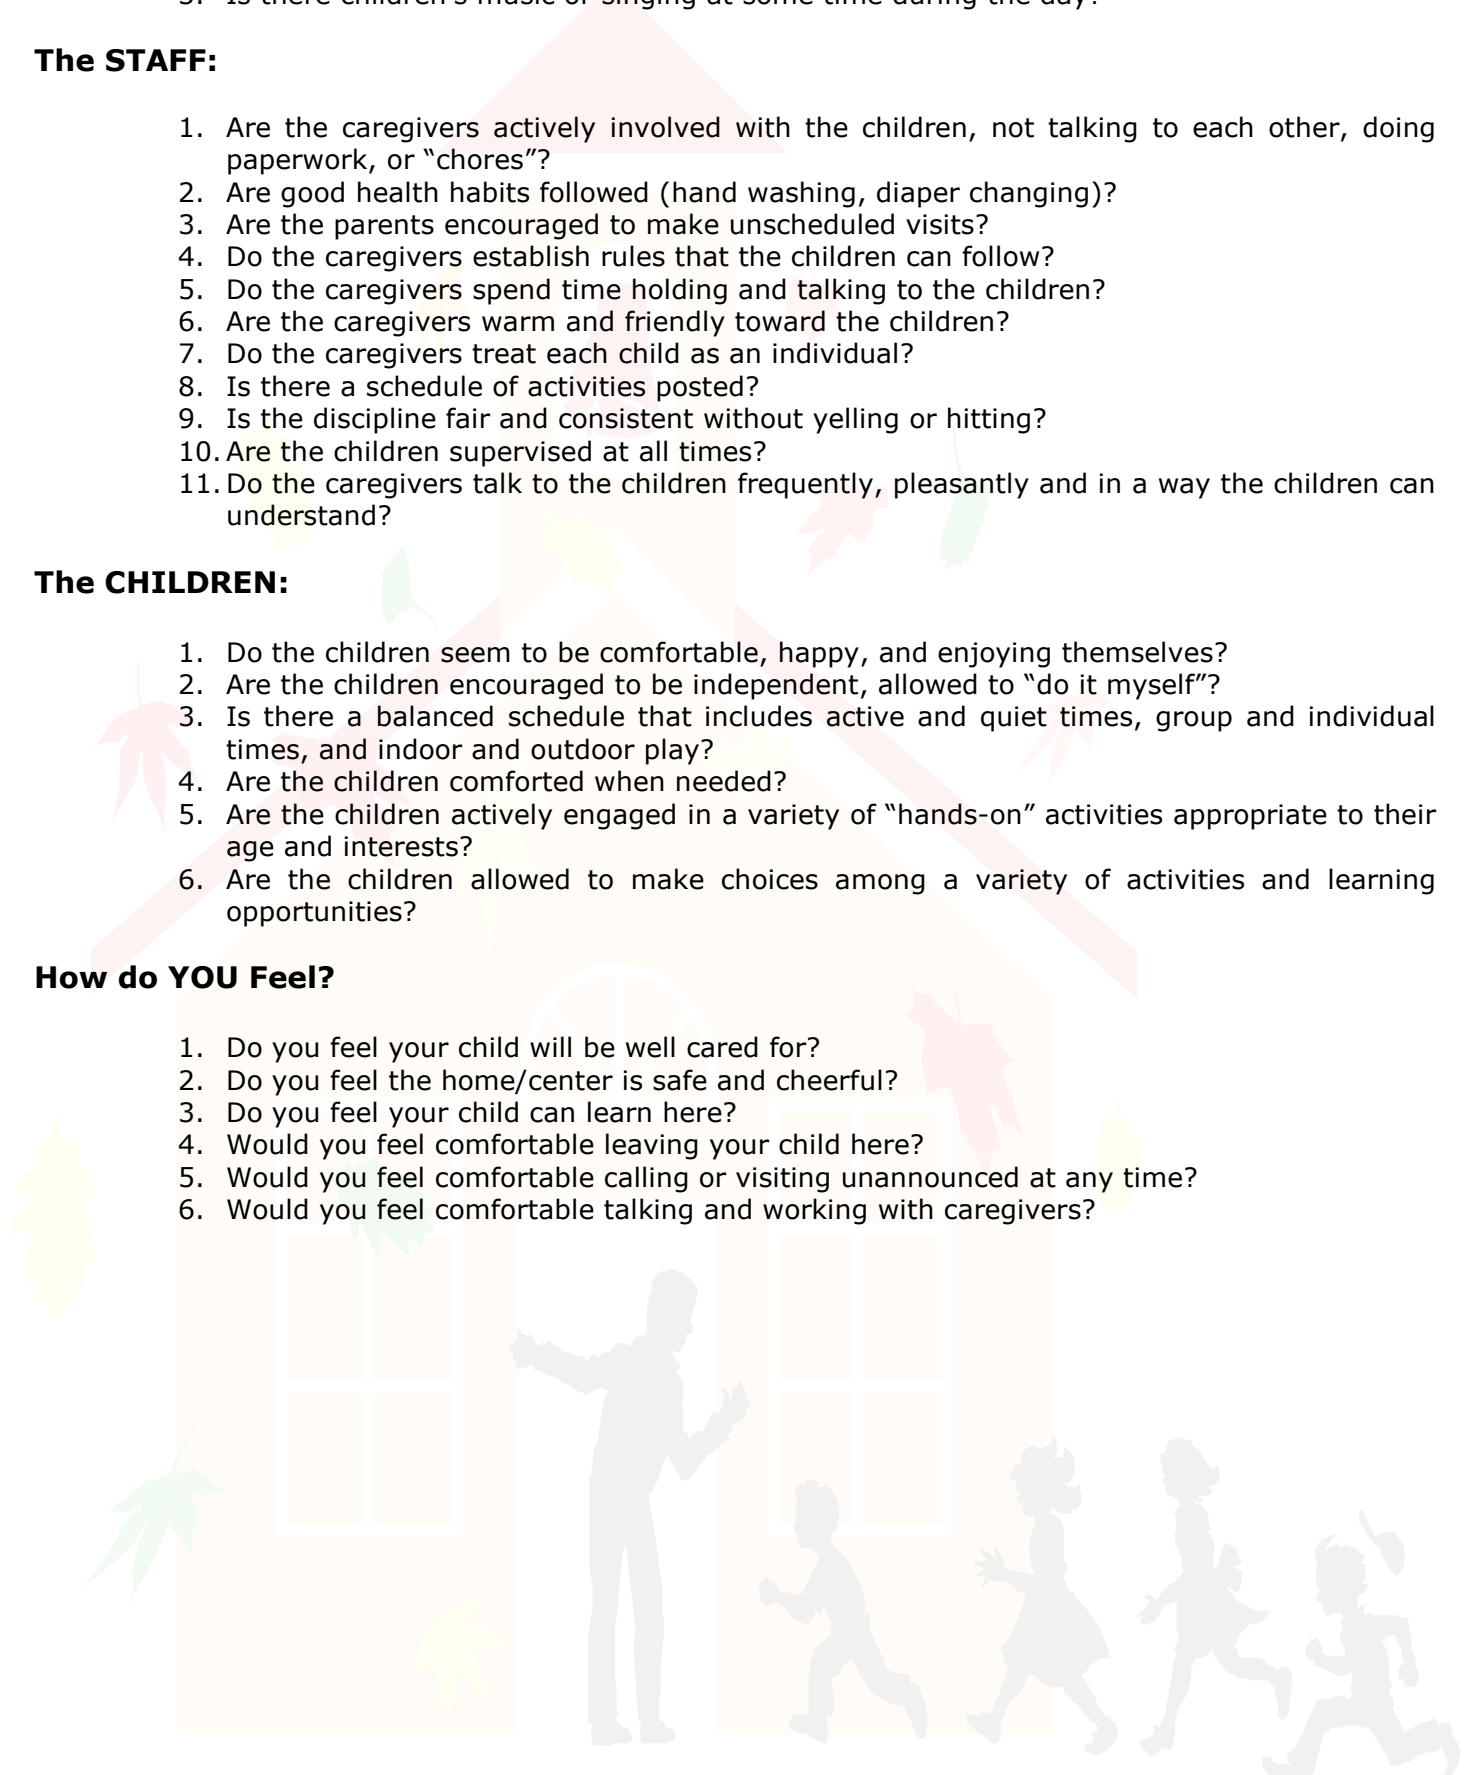 5. Is there children's music or singing at some time during the day?
The STAFF:
1. Are the caregivers actively involved with the children, not talking to each other, doing
paperwork, or “chores”?
2. Are good health habits followed (hand washing, diaper changing)?
3. Are the parents encouraged to make unscheduled visits?
4. Do the caregivers establish rules that the children can follow?
5. Do the caregivers spend time holding and talking to the children?
6. Are the caregivers warm and friendly toward the children?
7. Do the caregivers treat each child as an individual?
8. Is there a schedule of activities posted?
9. Is the discipline fair and consistent without yelling or hitting?
10. Are the children supervised at all times?
11. Do the caregivers talk to the children frequently, pleasantly and in a way the children can
understand?
The CHILDREN:
1. Do the children seem to be comfortable, happy, and enjoying themselves?
2. Are the children encouraged to be independent, allowed to “do it myself”?
3. Is there a balanced schedule that includes active and quiet times, group and individual
times, and indoor and outdoor play?
4. Are the children comforted when needed?
5. Are the children actively engaged in a variety of “hands-on” activities appropriate to their
age and interests?
6. Are the children allowed to make choices among a variety of activities and learning
opportunities?
How do YOU Feel?
1. Do you feel your child will be well cared for?
2. Do you feel the home/center is safe and cheerful?
3. Do you feel your child can learn here?
4. Would you feel comfortable leaving your child here?
5. Would you feel comfortable calling or visiting unannounced at any time?
6. Would you feel comfortable talking and working with caregivers?